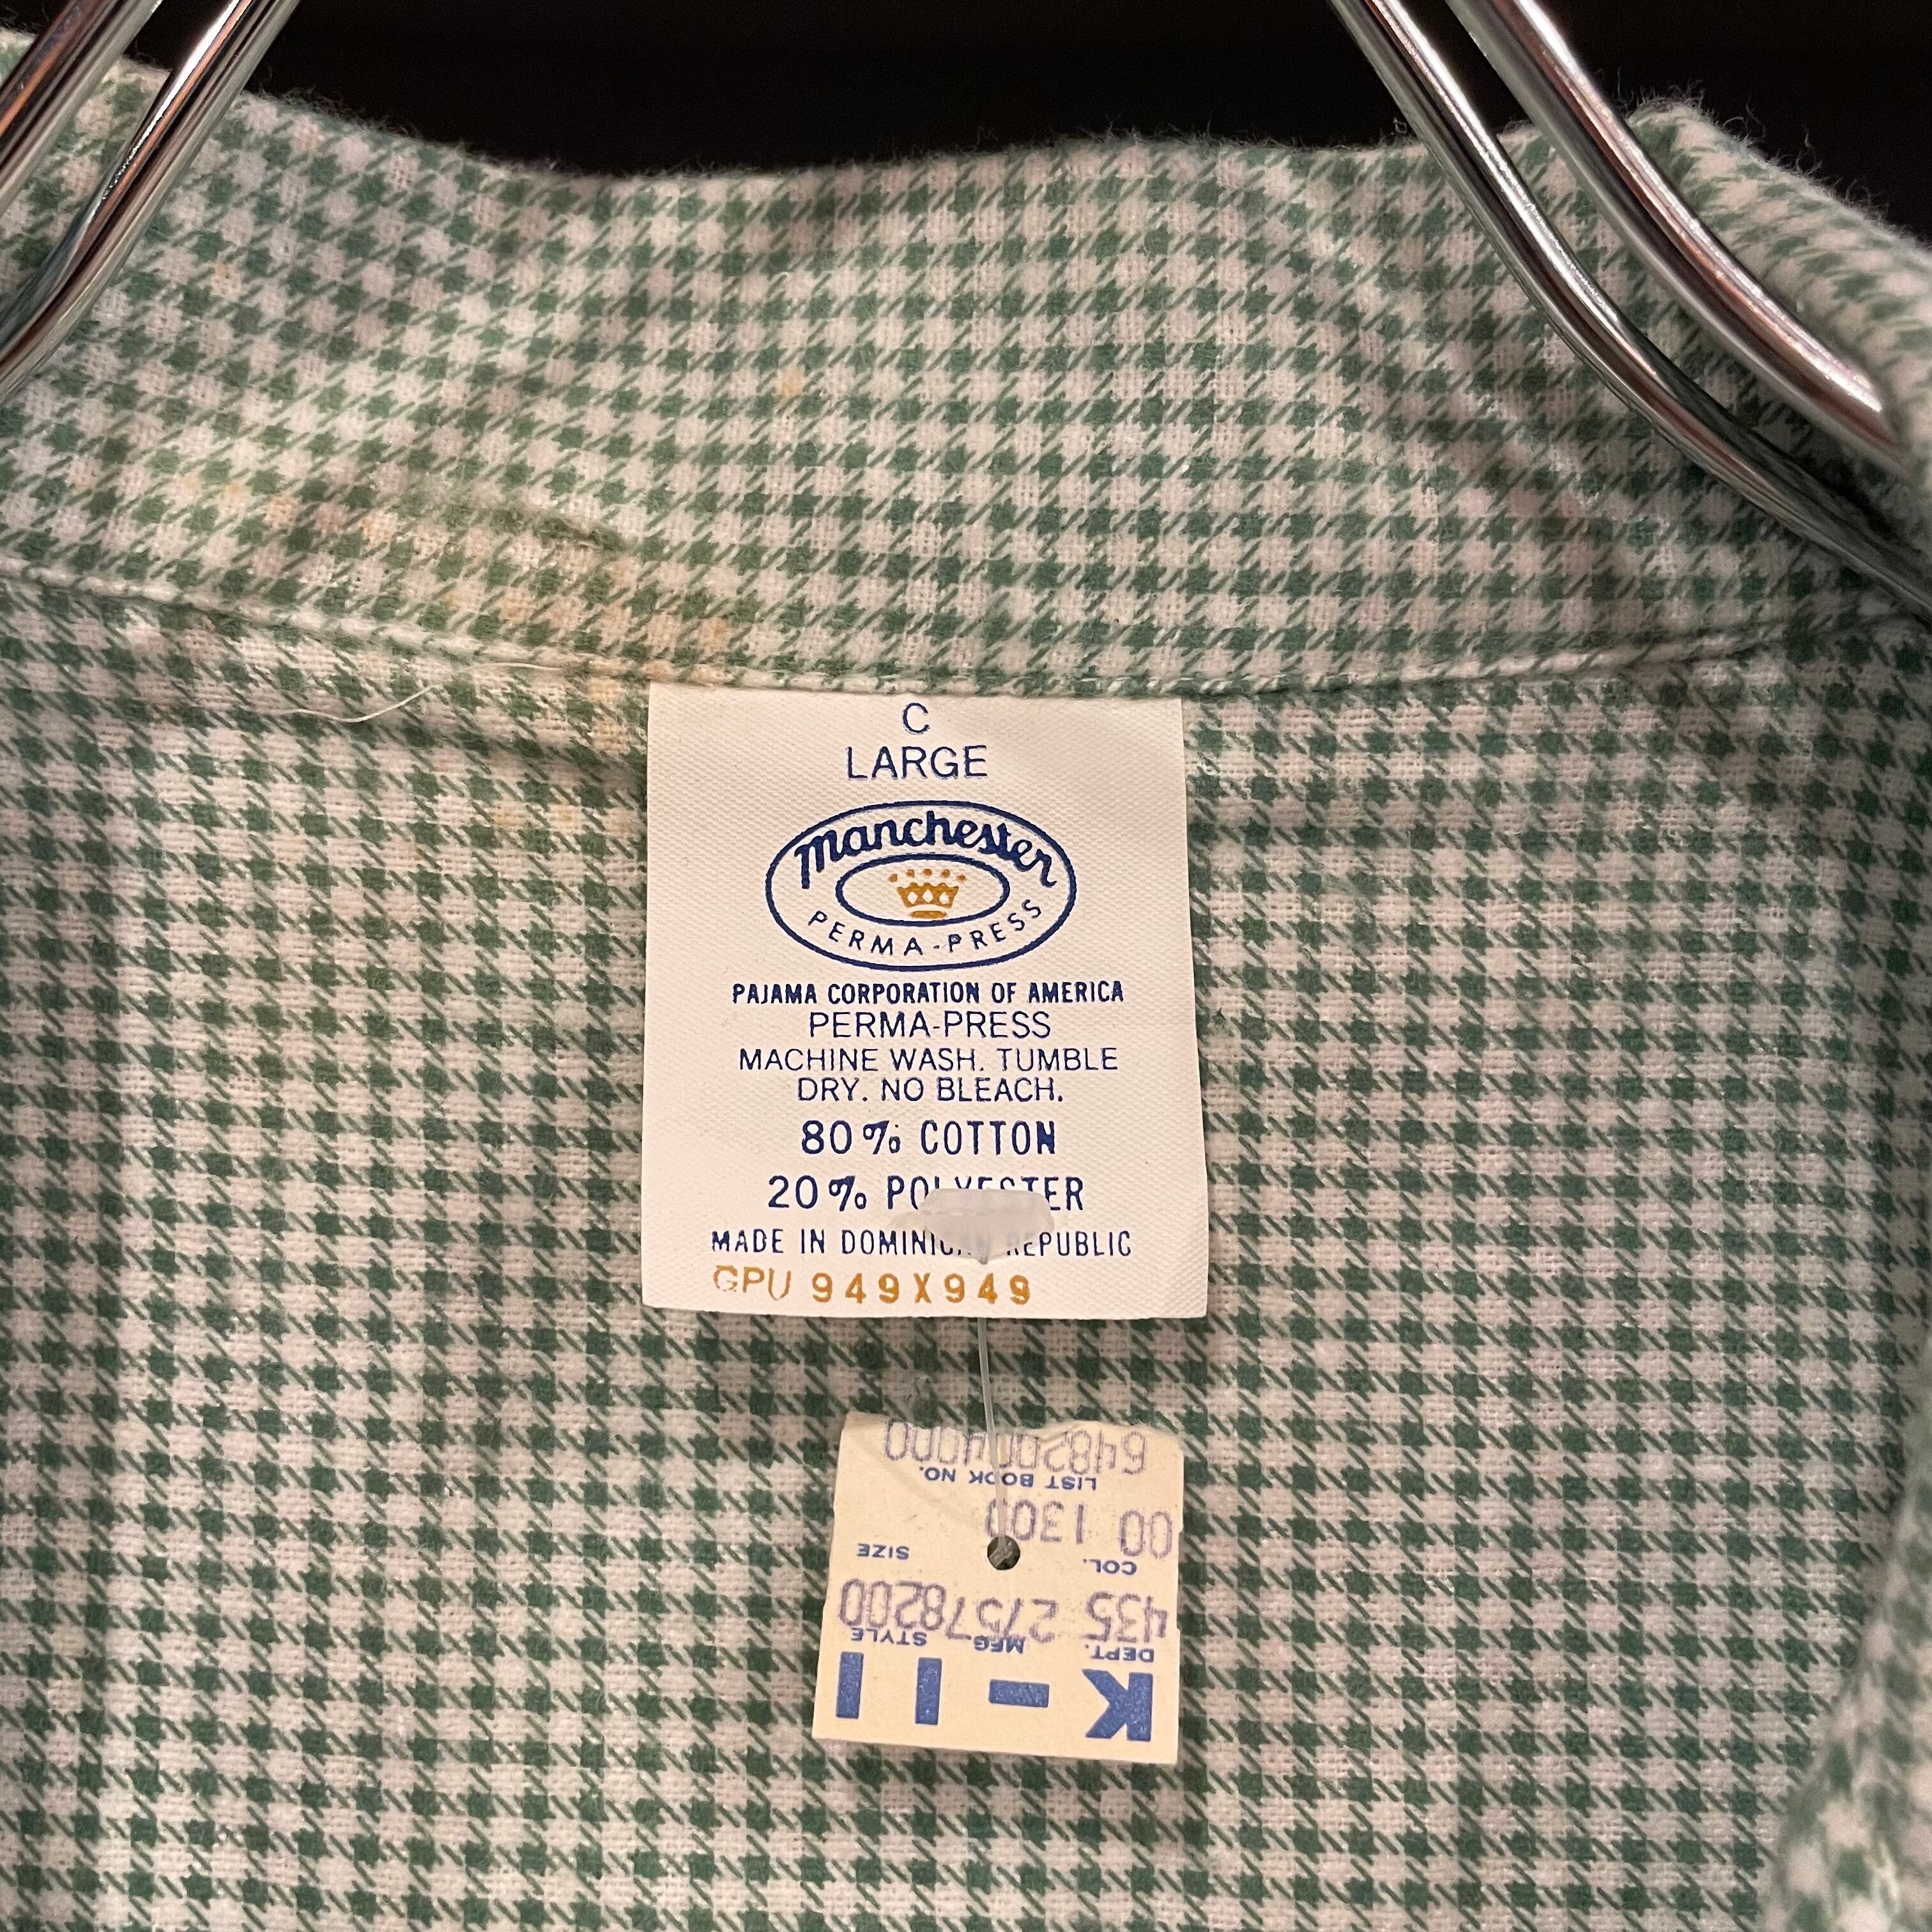 C
LARGE
manchester
PERMA-PRESS
PAJAMA CORPORATION OF AMERICA
PERMA-PRESS
MACHINE WASH. TUMBLE
DRY. NO BLEACH.
80% COTTON
20% POLYESTER
MADE IN DOMINICAN REPUBLIC
GPU 949X949
K-11
DEPT. MFG STYLE
435 27578200
COL. SIZE
00 1300
LIST BOOK NO.
6482004000